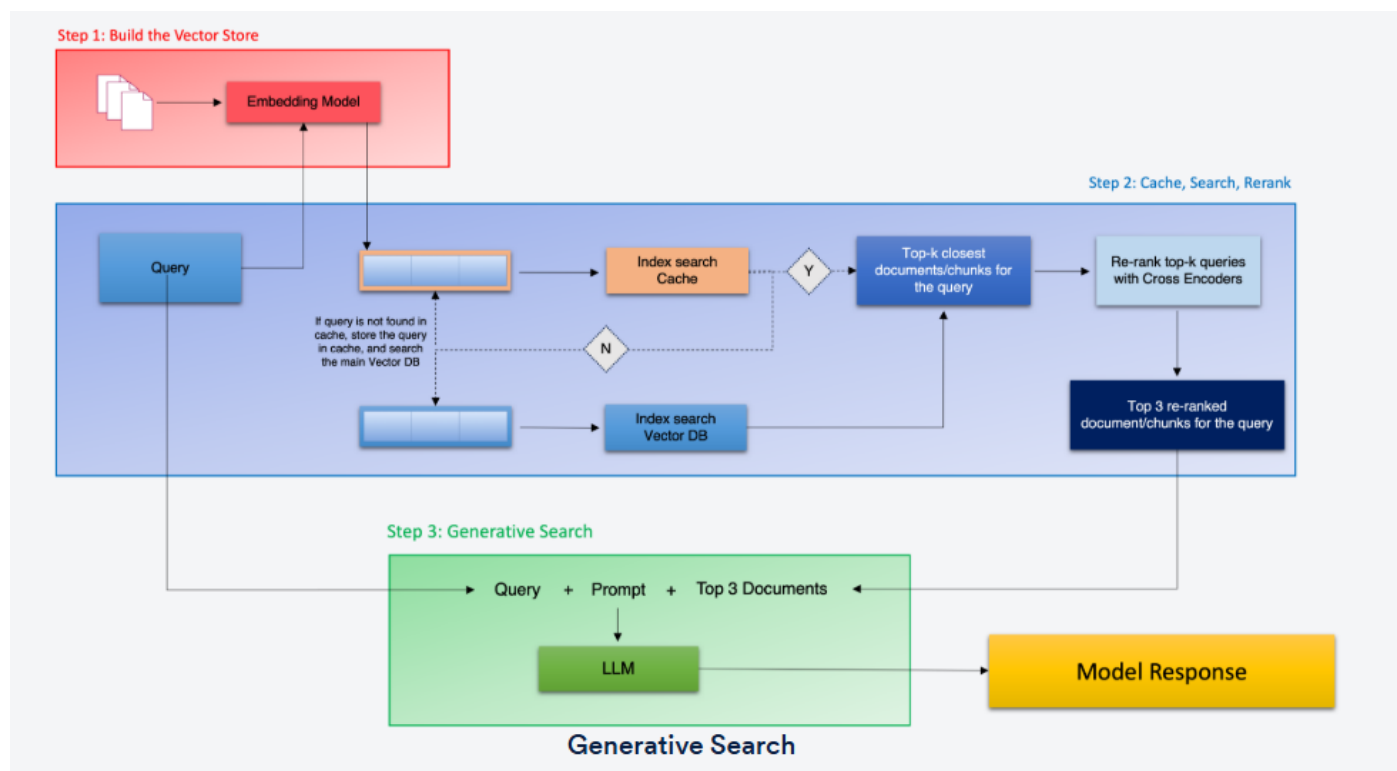 Step 1: Build the Vector Store
Embedding Model
Step 2: Cache, Search, Rerank
Query
Index search
Cache
Y
Top-k closest
documents/chunks for
the query
Re-rank top-k queries
with Cross Encoders
If query is not found in
cache, store the query
in cache, and search
the main Vector DB
N
Index search
Vector DB
Top 3 re-ranked
document/chunks for the query
Step 3: Generative Search
Query + Prompt + Top 3 Documents
LLM
Model Response
Generative Search